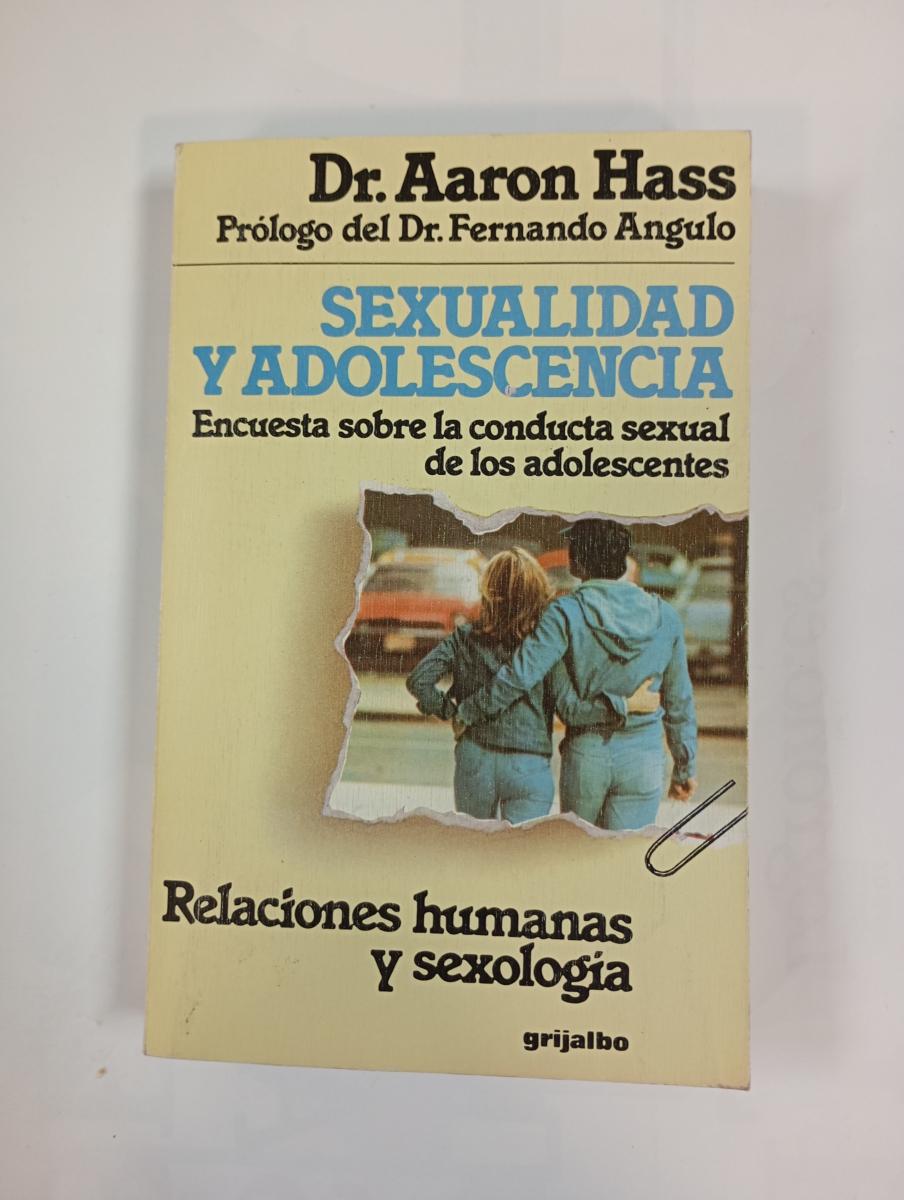 Dr. Aaron Hass
Prólogo del Dr. Fernando Angulo
SEXUALIDAD
Y ADOLESCENCIA
Encuesta sobre la conducta sexual
de los adolescentes
Relaciones humanas
y sexología
grijalbo